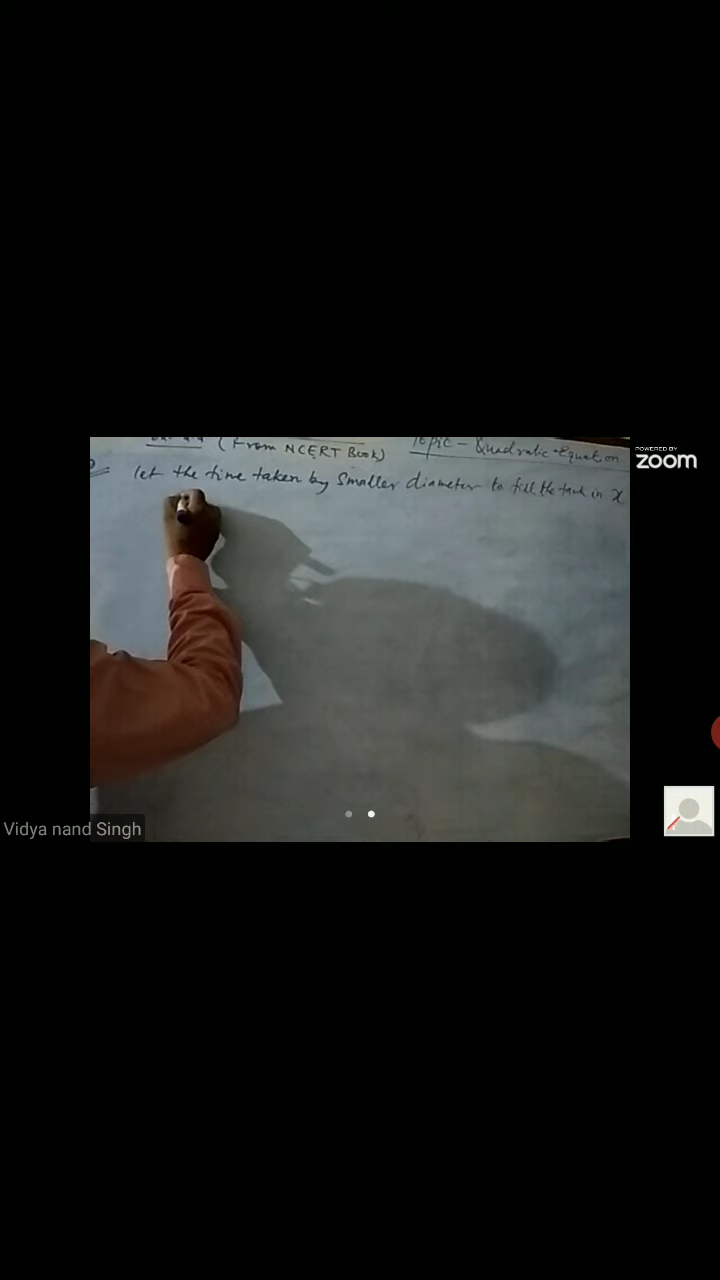 (From NCERT Book) Topic - Quadratic Equation
let the time taken by Smaller diameter to fill the tank in x
POWERED BY
zoom
Vidya nand Singh